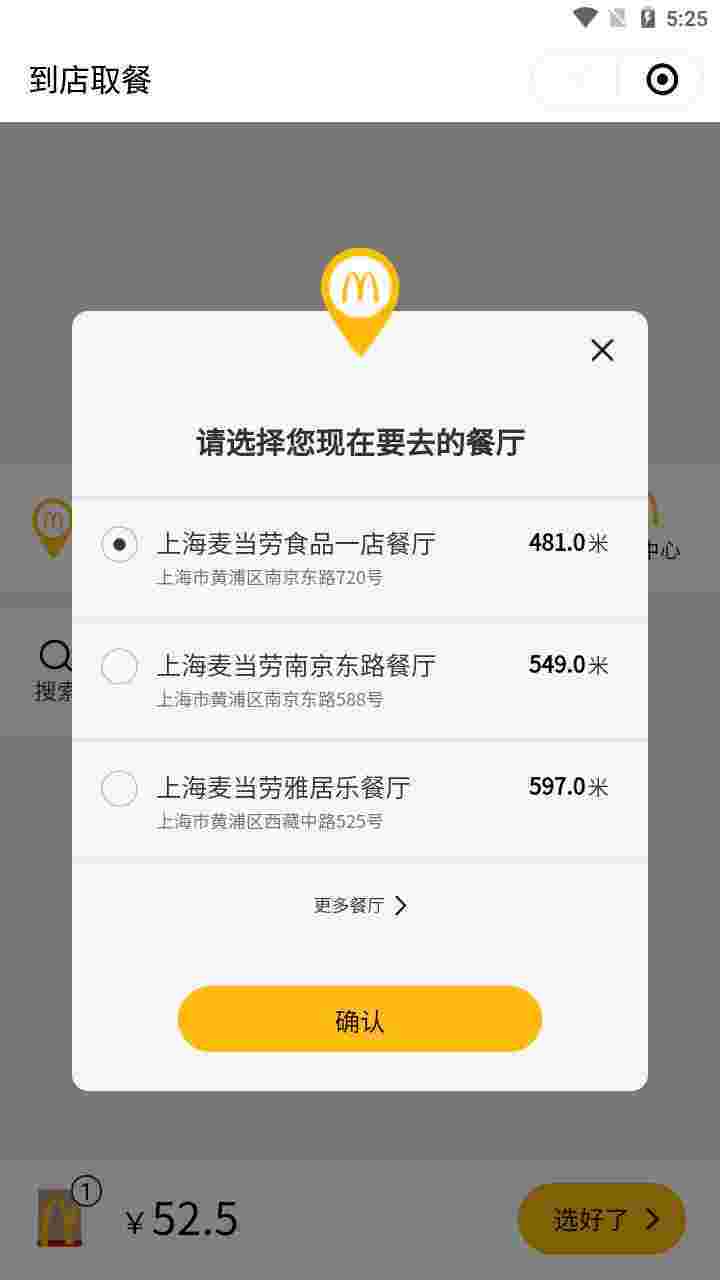 5:25
到店取餐
请选择您现在要去的餐厅
上海麦当劳食品一店餐厅
481.0米
上海市黄浦区南京东路720号
中心
上海麦当劳南京东路餐厅
549.0米
搜索
上海市黄浦区南京东路588号
上海麦当劳雅居乐餐厅
597.0米
上海市黄浦区西藏中路525号
更多餐厅
确认
1
¥52.5
选好了